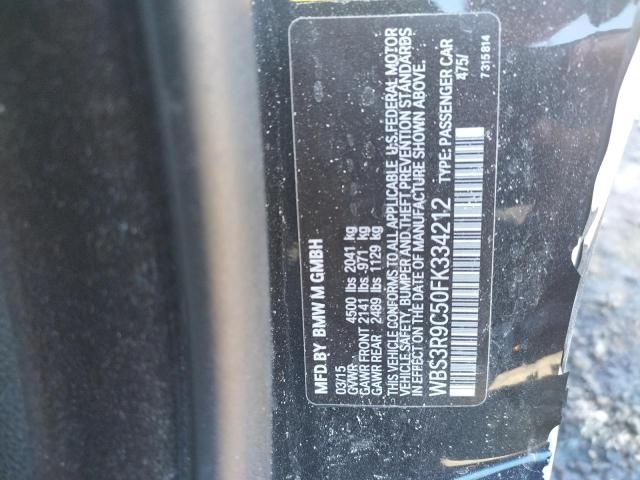 MFD.BY BMW M GMBH
03/15
GVWR 4500 lbs 2041 kg
GAWR FRONT 2141 lbs 971 kg
GAWR REAR 2489 lbs 1129 kg
THIS VEHICLE CONFORMS TO ALL APPLICABLE U.S. FEDERAL MOTOR
VEHICLE SAFETY, BUMPER AND THEFT PREVENTION STANDARDS
IN EFFECT ON THE DATE OF MANUFACTURE SHOWN ABOVE.
WBS3R9C50FK334212 TYPE: PASSENGER CAR
475/
7315814